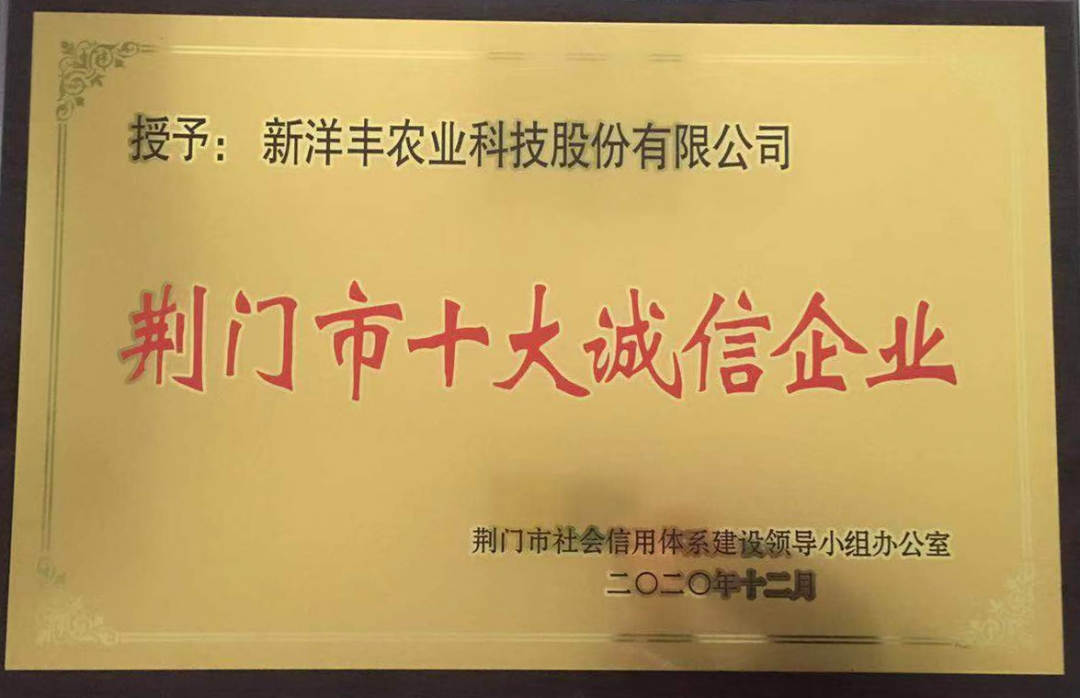 授予：新洋丰农业科技股份有限公司
荆门市十大诚信企业
荆门市社会信用体系建设领导小组办公室
二〇二〇年十二月